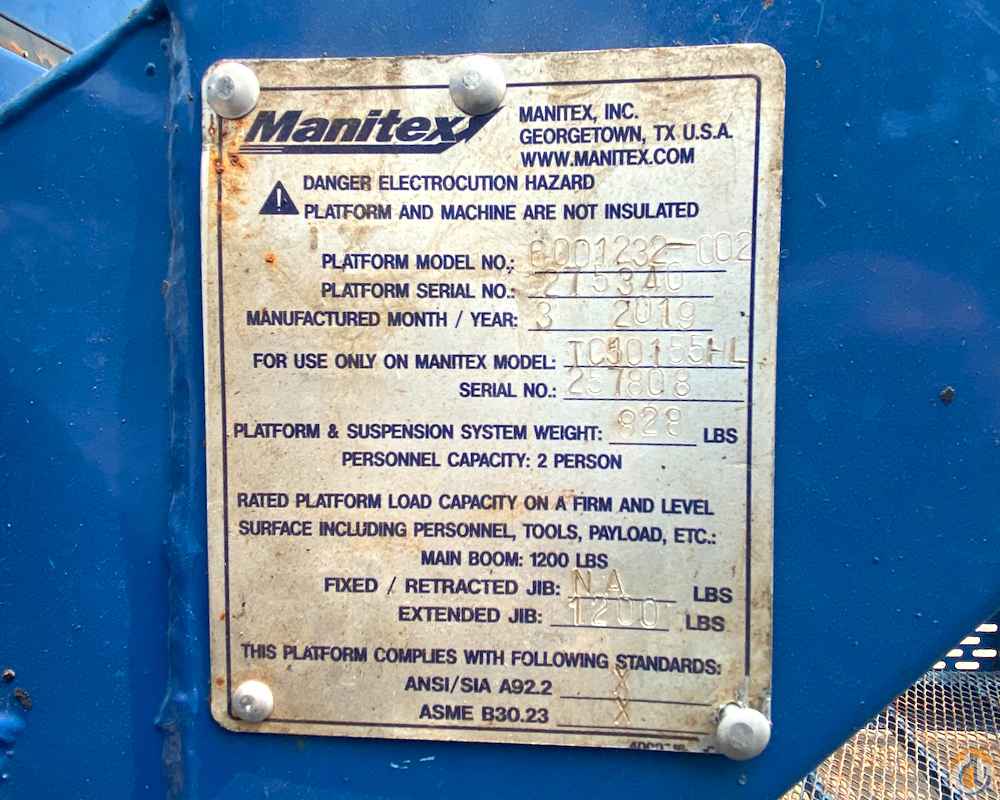 Manitex
MANITEX, INC.
GEORGETOWN, TX U.S.A.
WWW.MANITEX.COM
DANGER ELECTROCUTION HAZARD
PLATFORM AND MACHINE ARE NOT INSULATED
PLATFORM MODEL NO.: 6001232-002
PLATFORM SERIAL NO.: 275340
MANUFACTURED MONTH / YEAR: 3 2019
FOR USE ONLY ON MANITEX MODEL: TC50155HL
SERIAL NO.: 257808
PLATFORM & SUSPENSION SYSTEM WEIGHT: 828 LBS
PERSONNEL CAPACITY: 2 PERSON
RATED PLATFORM LOAD CAPACITY ON A FIRM AND LEVEL
SURFACE INCLUDING PERSONNEL, TOOLS, PAYLOAD, ETC.:
MAIN BOOM: 1200 LBS
FIXED / RETRACTED JIB: N A LBS
EXTENDED JIB: 1200 LBS
THIS PLATFORM COMPLIES WITH FOLLOWING STANDARDS:
ANSI/SIA A92.2 X
ASME B30.23 X